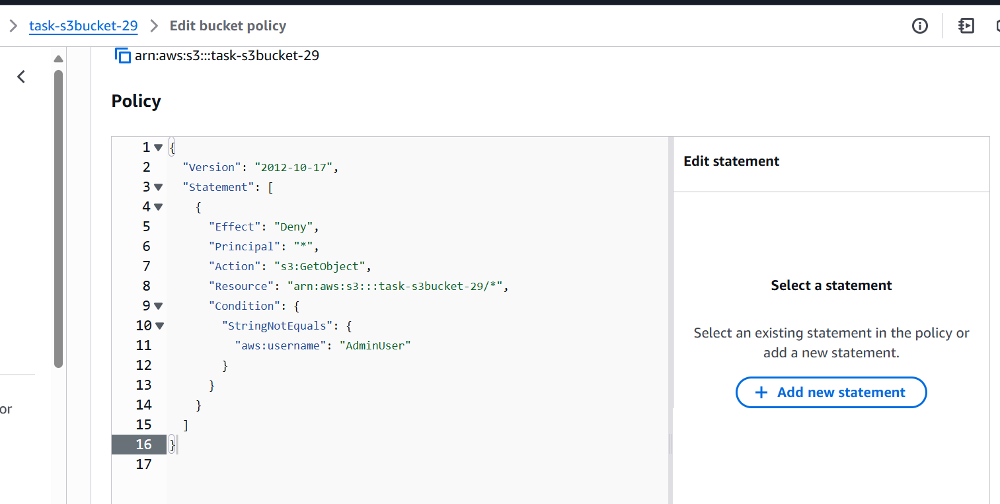 task-s3bucket-29 Edit bucket policy
arn:aws:s3:::task-s3bucket-29
Policy
1 {
2 "Version": "2012-10-17",
3 "Statement": [
4 {
5 "Effect": "Deny",
6 "Principal": "*",
7 "Action": "s3:GetObject",
8 "Resource": "arn:aws:s3:::task-s3bucket-29/*",
9 "Condition": {
10 "StringNotEquals": {
11 "aws:username": "AdminUser"
12 }
13 }
14 }
15 ]
16 }
17
Edit statement
Select a statement
Select an existing statement in the policy or
add a new statement.
+ Add new statement
or